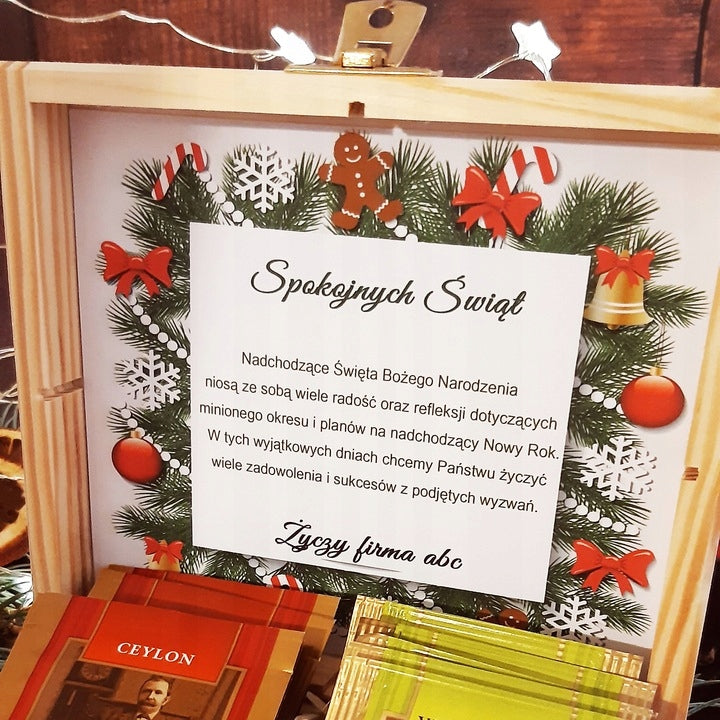 Spokojnych Świąt
Nadchodzące Święta Bożego Narodzenia
niosą ze sobą wiele radość oraz refleksji dotyczących
minionego okresu i planów na nadchodzący Nowy Rok.
W tych wyjątkowych dniach chcemy Państwu życzyć
wiele zadowolenia i sukcesów z podjętych wyzwań.
Życzy firma abc
CEYLON